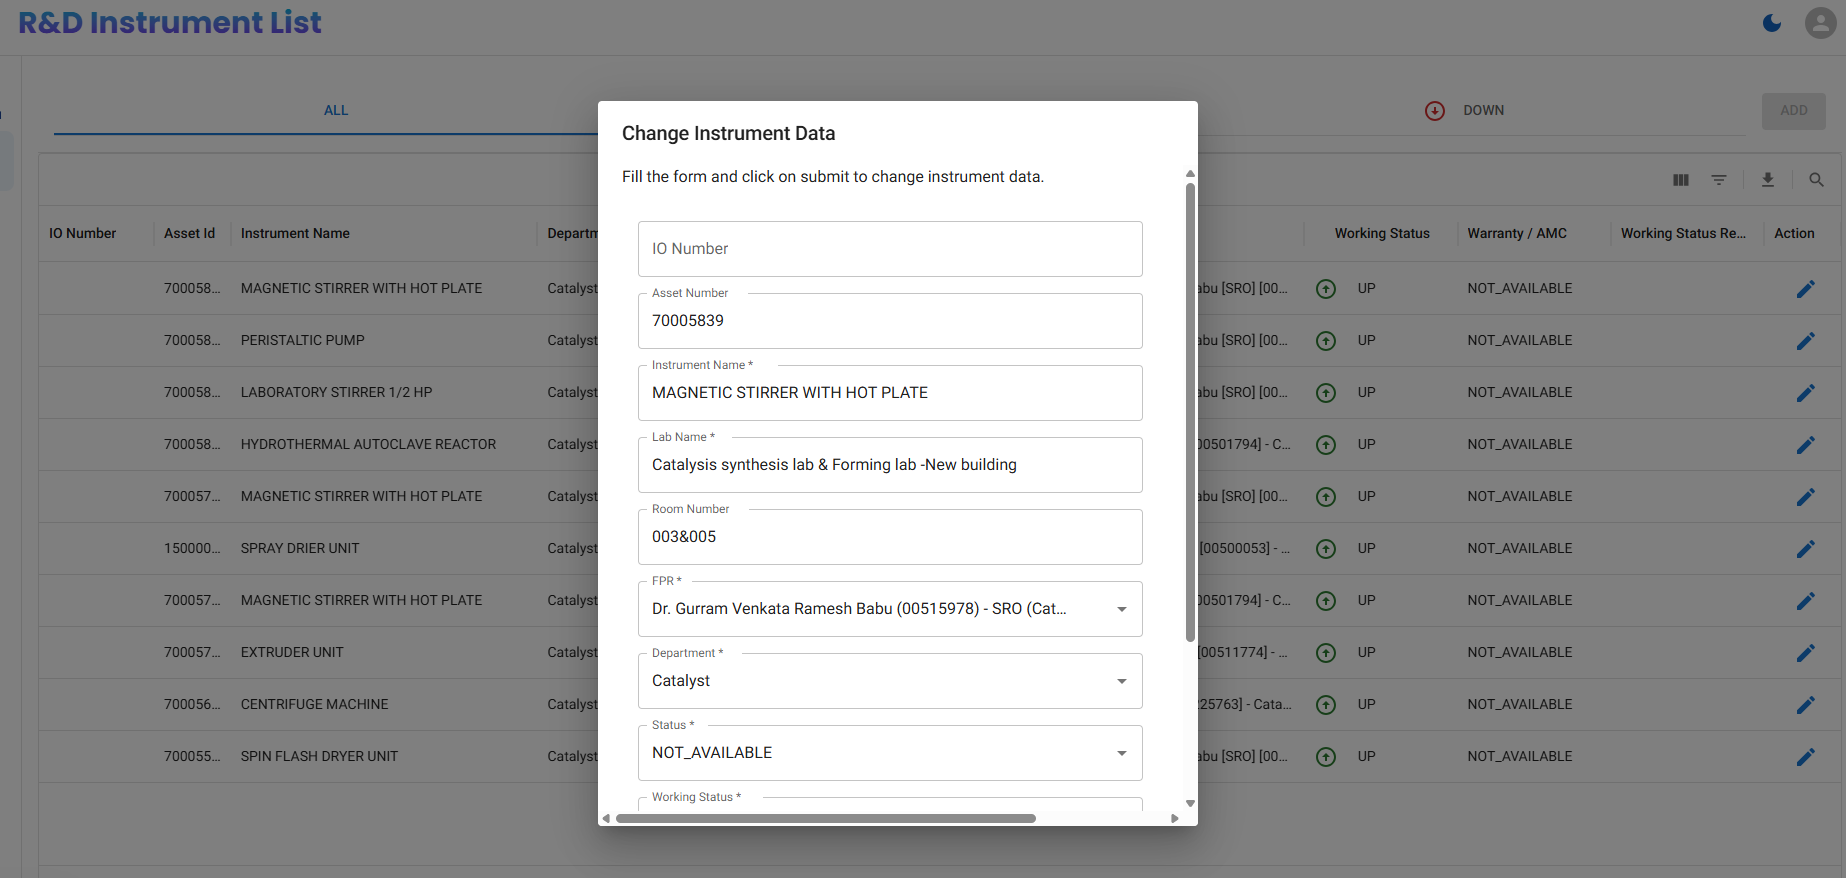 R&D Instrument List
ALL
DOWN
ADD
IO Number Asset Id Instrument Name Departm Working Status Warranty / AMC Working Status Re... Action
700058... MAGNETIC STIRRER WITH HOT PLATE Catalyst abu [SRO] [00... UP NOT_AVAILABLE
700058... PERISTALTIC PUMP Catalyst abu [SRO] [00... UP NOT_AVAILABLE
700058... LABORATORY STIRRER 1/2 HP Catalyst abu [SRO] [00... UP NOT_AVAILABLE
700058... HYDROTHERMAL AUTOCLAVE REACTOR Catalyst 00501794] - C... UP NOT_AVAILABLE
700057... MAGNETIC STIRRER WITH HOT PLATE Catalyst abu [SRO] [00... UP NOT_AVAILABLE
150000... SPRAY DRIER UNIT Catalyst [00500053] - ... UP NOT_AVAILABLE
700057... MAGNETIC STIRRER WITH HOT PLATE Catalyst 00501794] - C... UP NOT_AVAILABLE
700057... EXTRUDER UNIT Catalyst [00511774] - ... UP NOT_AVAILABLE
700056... CENTRIFUGE MACHINE Catalyst 25763] - Cata... UP NOT_AVAILABLE
700055... SPIN FLASH DRYER UNIT Catalyst abu [SRO] [00... UP NOT_AVAILABLE
Change Instrument Data
Fill the form and click on submit to change instrument data.
IO Number
Asset Number
70005839
Instrument Name *
MAGNETIC STIRRER WITH HOT PLATE
Lab Name *
Catalysis synthesis lab & Forming lab -New building
Room Number
003&005
FPR *
Dr. Gurram Venkata Ramesh Babu (00515978) - SRO (Cat...
Department *
Catalyst
Status *
NOT_AVAILABLE
Working Status *